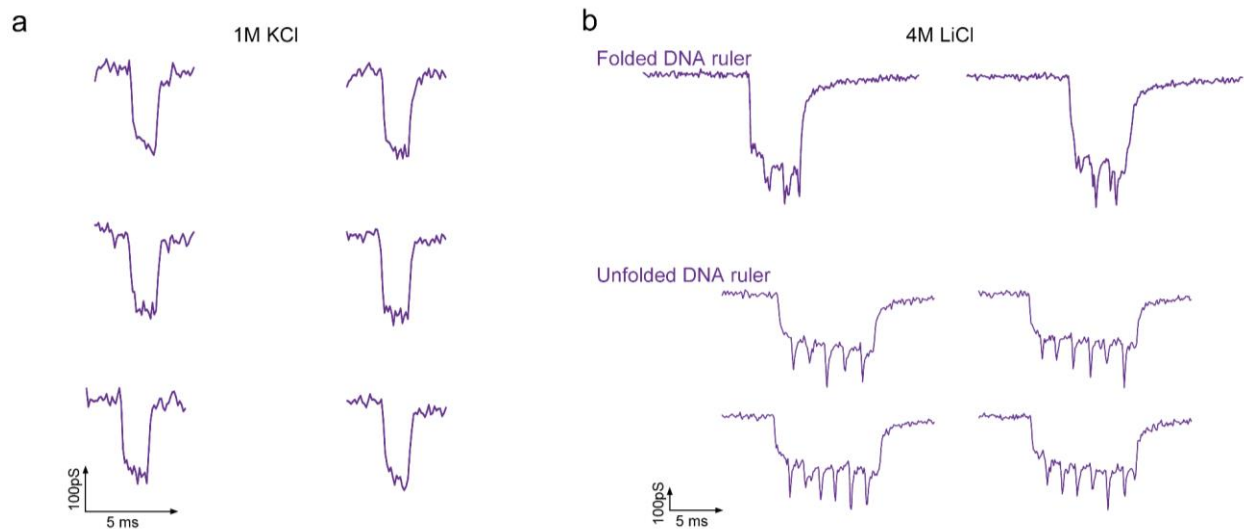 a
1M KCl
100pS
5 ms
b
4M LiCl
Folded DNA ruler
Unfolded DNA ruler
100pS
5 ms